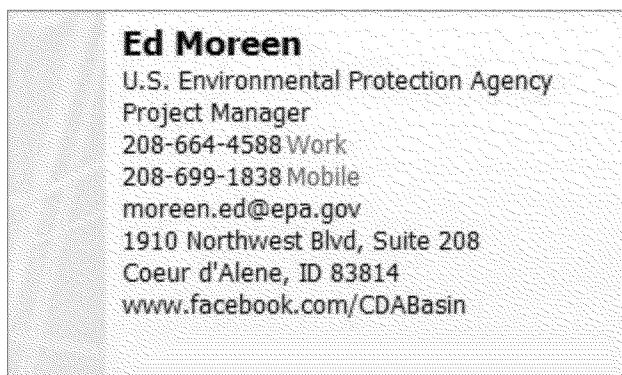 Ed Moreen
U.S. Environmental Protection Agency
Project Manager
208-664-4588 Work
208-699-1838 Mobile
moreen.ed@epa.gov
1910 Northwest Blvd, Suite 208
Coeur d'Alene, ID 83814
www.facebook.com/CDABasin